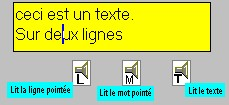 ceci est un texte.
Sur deux lignes
L
M
T
Lit la ligne pointée
Lit le mot pointé
Lit le texte